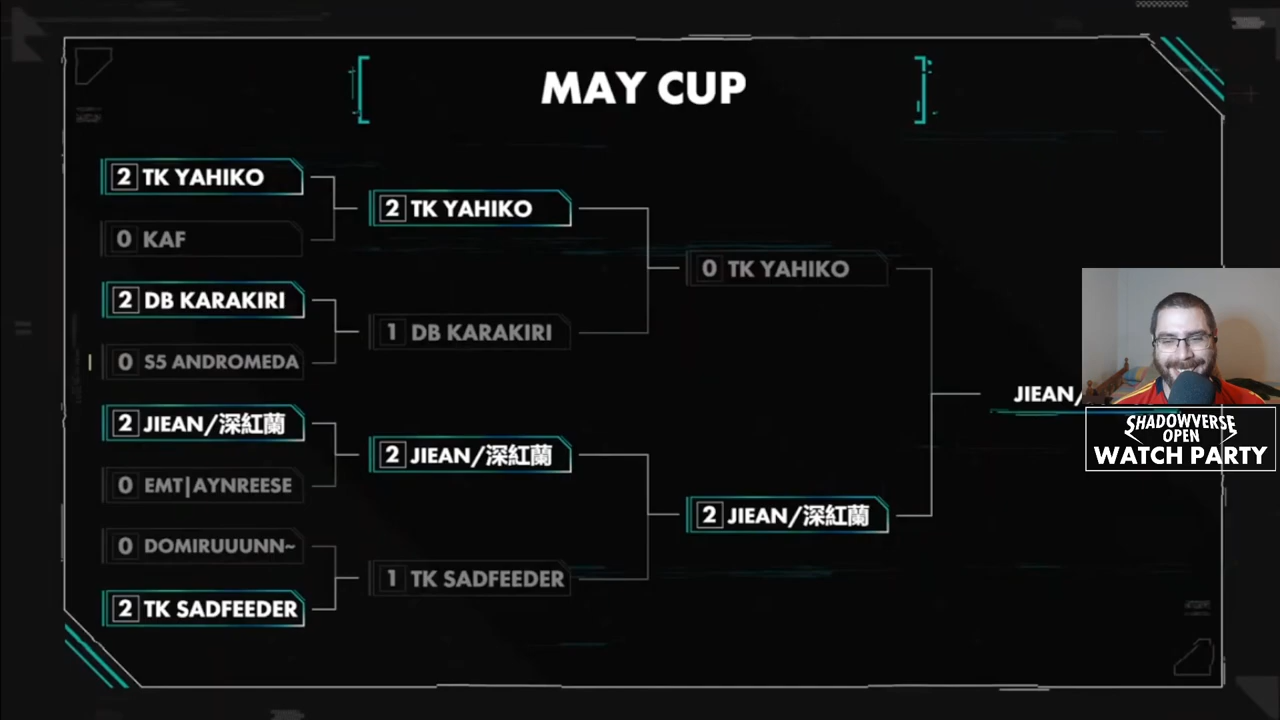 MAY CUP
2 TK YAHIKO
0 KAF
2 DB KARAKIRI
0 S5 ANDROMEDA
2 JIEAN/深紅蘭
0 EMT|AYNREESE
0 DOMIRUUUNN~
2 TK SADFEEDER
2 TK YAHIKO
1 DB KARAKIRI
2 JIEAN/深紅蘭
1 TK SADFEEDER
0 TK YAHIKO
2 JIEAN/深紅蘭
JIEAN/
SHADOWVERSE
OPEN
WATCH PARTY